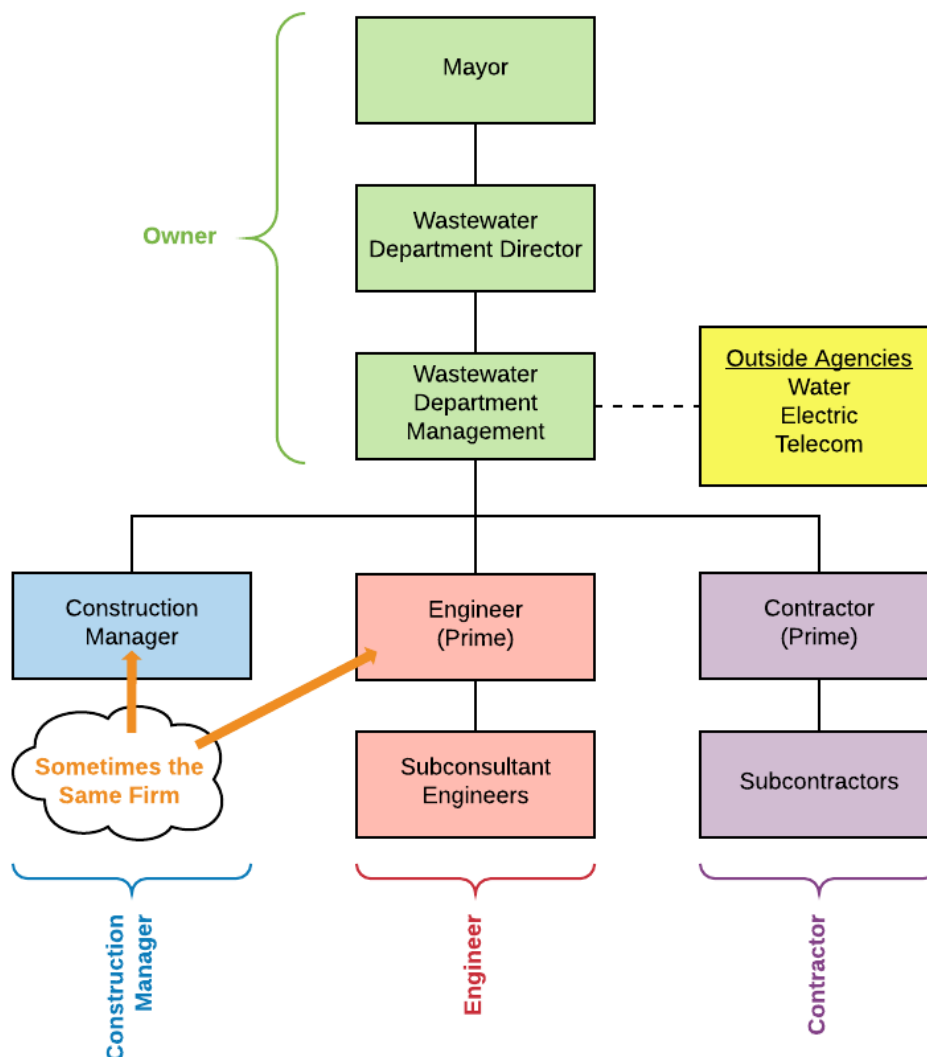 Mayor
Owner
Wastewater
Department Director
Wastewater
Department
Management
Outside Agencies
Water
Electric
Telecom
Construction
Manager
Engineer
(Prime)
Contractor
(Prime)
Sometimes the
Same Firm
Subconsultant
Engineers
Subcontractors
Construction
Manager
Engineer
Contractor